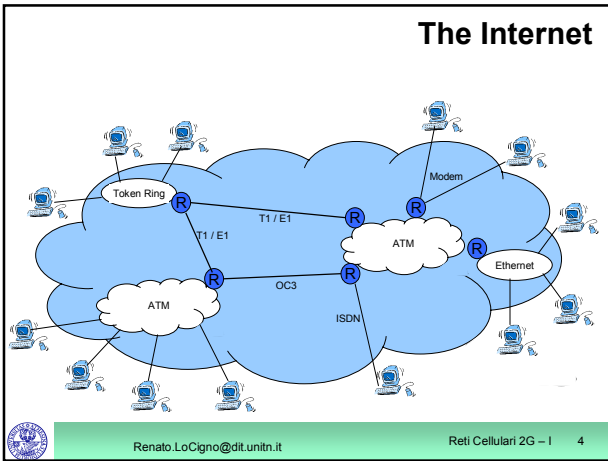 The Internet
Modem
Token Ring
R
T1 / E1
R
R
T1 / E1
ATM
R
Ethernet
R
OC3
R
ATM
ISDN
Renato.LoCigno@dit.unitn.it
Reti Cellulari 2G – I 4